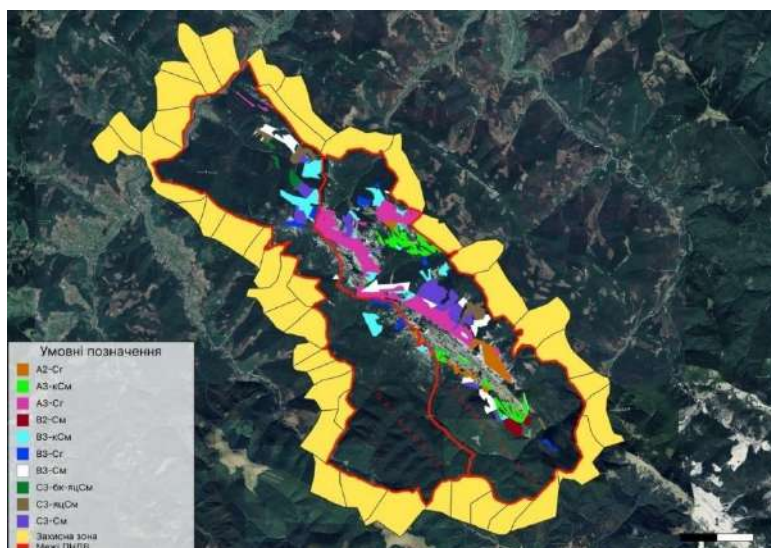 Умовні позначення
А2-Сг
А3-кСм
А3-Сг
В2-См
В3-кСм
В3-Сг
В3-См
С3-бк-яцСм
С3-яцСм
С3-См
Захисна зона
Межі